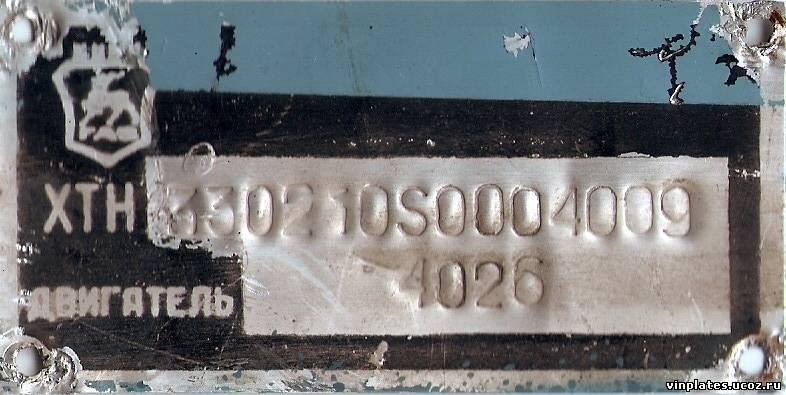 ХТН 330210S0004009
ДВИГАТЕЛЬ 4026
vinplates.ucoz.ru